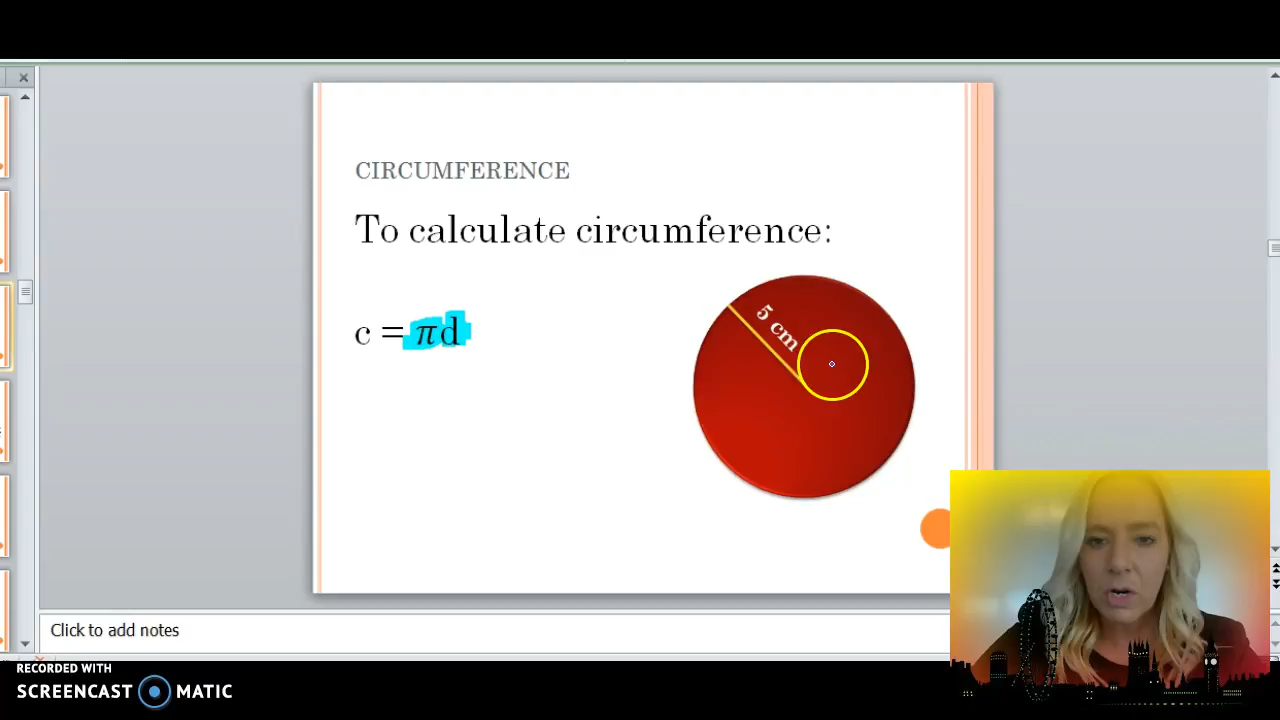 CIRCUMFERENCE
To calculate circumference:
c = πd
5 cm
Click to add notes
RECORDED WITH
SCREENCAST MATIC